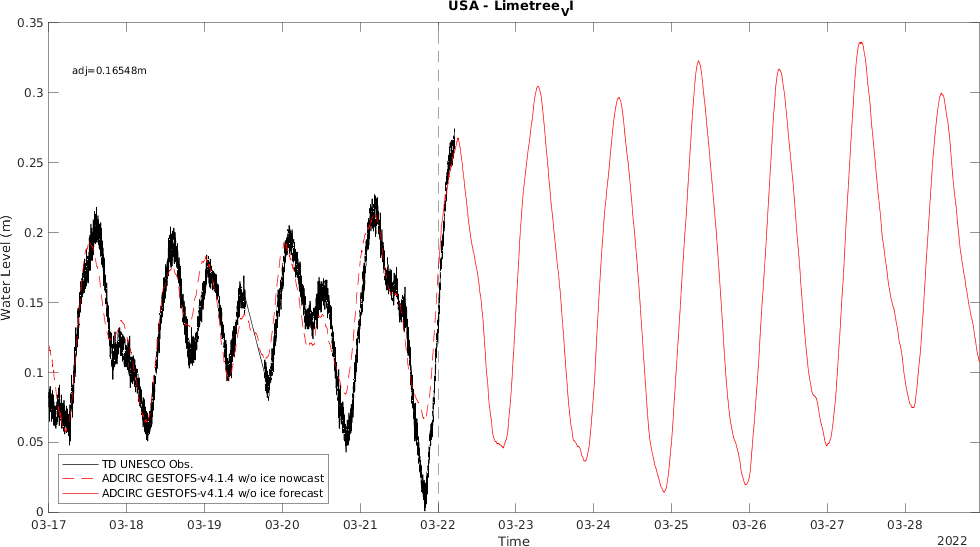 USA - Limetree_VI
0.35
0.3
0.25
0.2
0.15
0.1
0.05
0
Water Level (m)
adj=0.16548m
TD UNESCO Obs.
ADCIRC GESTOFS-v4.1.4 w/o ice nowcast
ADCIRC GESTOFS-v4.1.4 w/o ice forecast
03-17 03-18 03-19 03-20 03-21 03-22 03-23 03-24 03-25 03-26 03-27 03-28
Time
2022